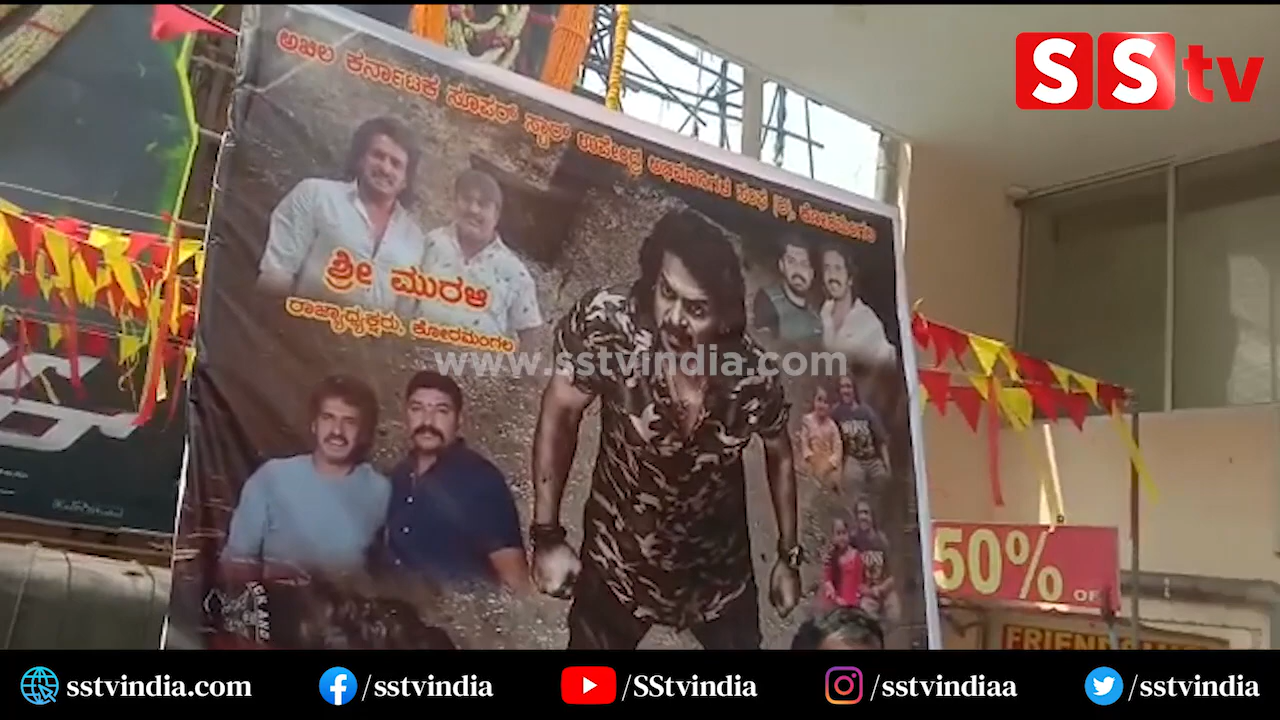 SStv
ಅಖಿಲ ಕರ್ನಾಟಕ ಸೂಪರ್ ಸ್ಟಾರ್ ಉಪೇಂದ್ರ ಅಭಿಮಾನಿಗಳ ಸಂಘ (ರಿ), ಕೋರಮಂಗಲ
ಶ್ರೀ ಮುರಳಿ
ರಾಜ್ಯಾಧ್ಯಕ್ಷರು, ಕೋರಮಂಗಲ
www.sstvindia.com
50% OFF
sstvindia.com
/sstvindia
/SStvindia
/sstvindiaa
/sstvindia